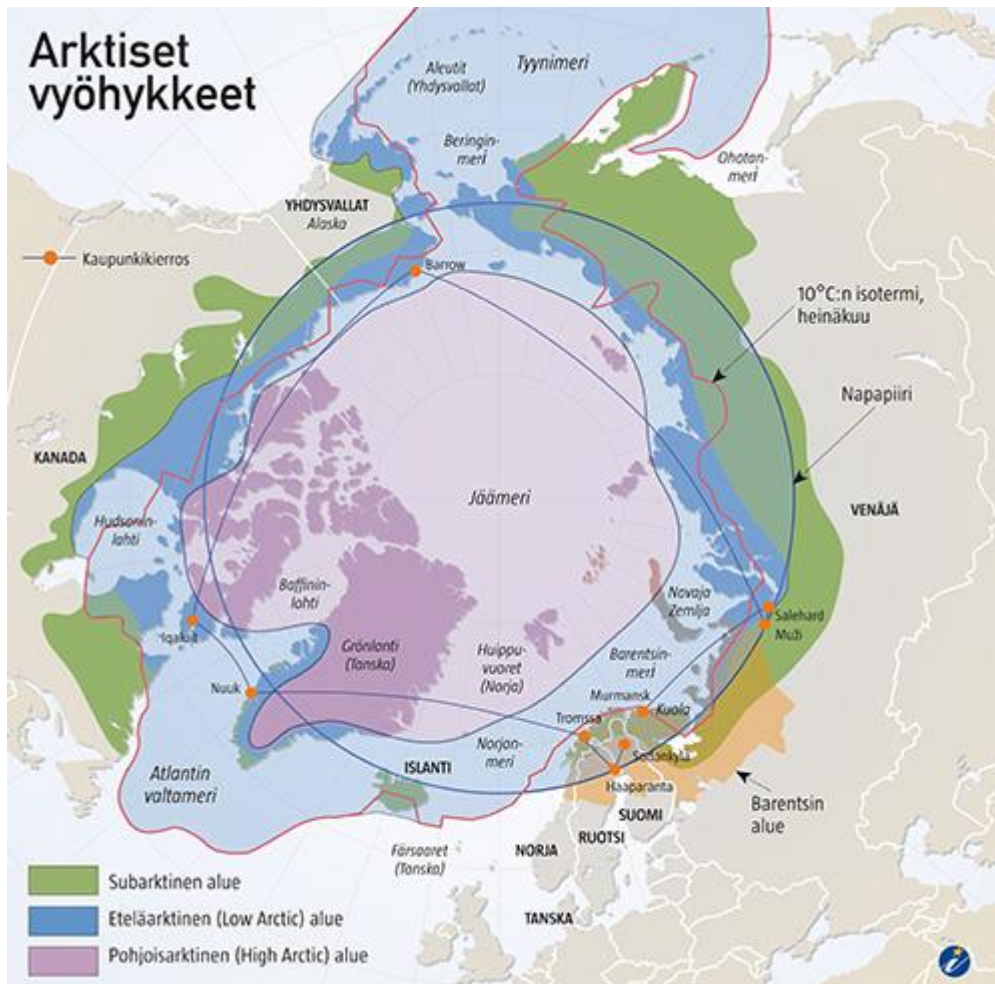 Arktiset
vyöhykkeet
Aleutit
(Yhdysvallat)
Tyynimeri
Beringin-
meri
Ohotan-
meri
YHDYSVALLAT
Alaska
Kaupunkikierros
Barrow
10°C:n isotermi,
heinäkuu
Napapiiri
KANADA
Jäämeri
VENÄJÄ
Hudsonin-
lahti
Baffinin-
lahti
Novaja
Zemlja
Salehard
Muži
Iqaluit
Grönlanti
(Tanska)
Huippu-
vuoret
(Norja)
Barentsin-
meri
Nuuk
Murmansk
Kuola
Tromssa
Sodankylä
Norjan-
meri
ISLANTI
Haaparanta
Atlantin
valtameri
Barentsin
alue
SUOMI
RUOTSI
NORJA
Färsaaret
(Tanska)
TANSKA
Subarktinen alue
Eteläarktinen (Low Arctic) alue
Pohjoisarktinen (High Arctic) alue